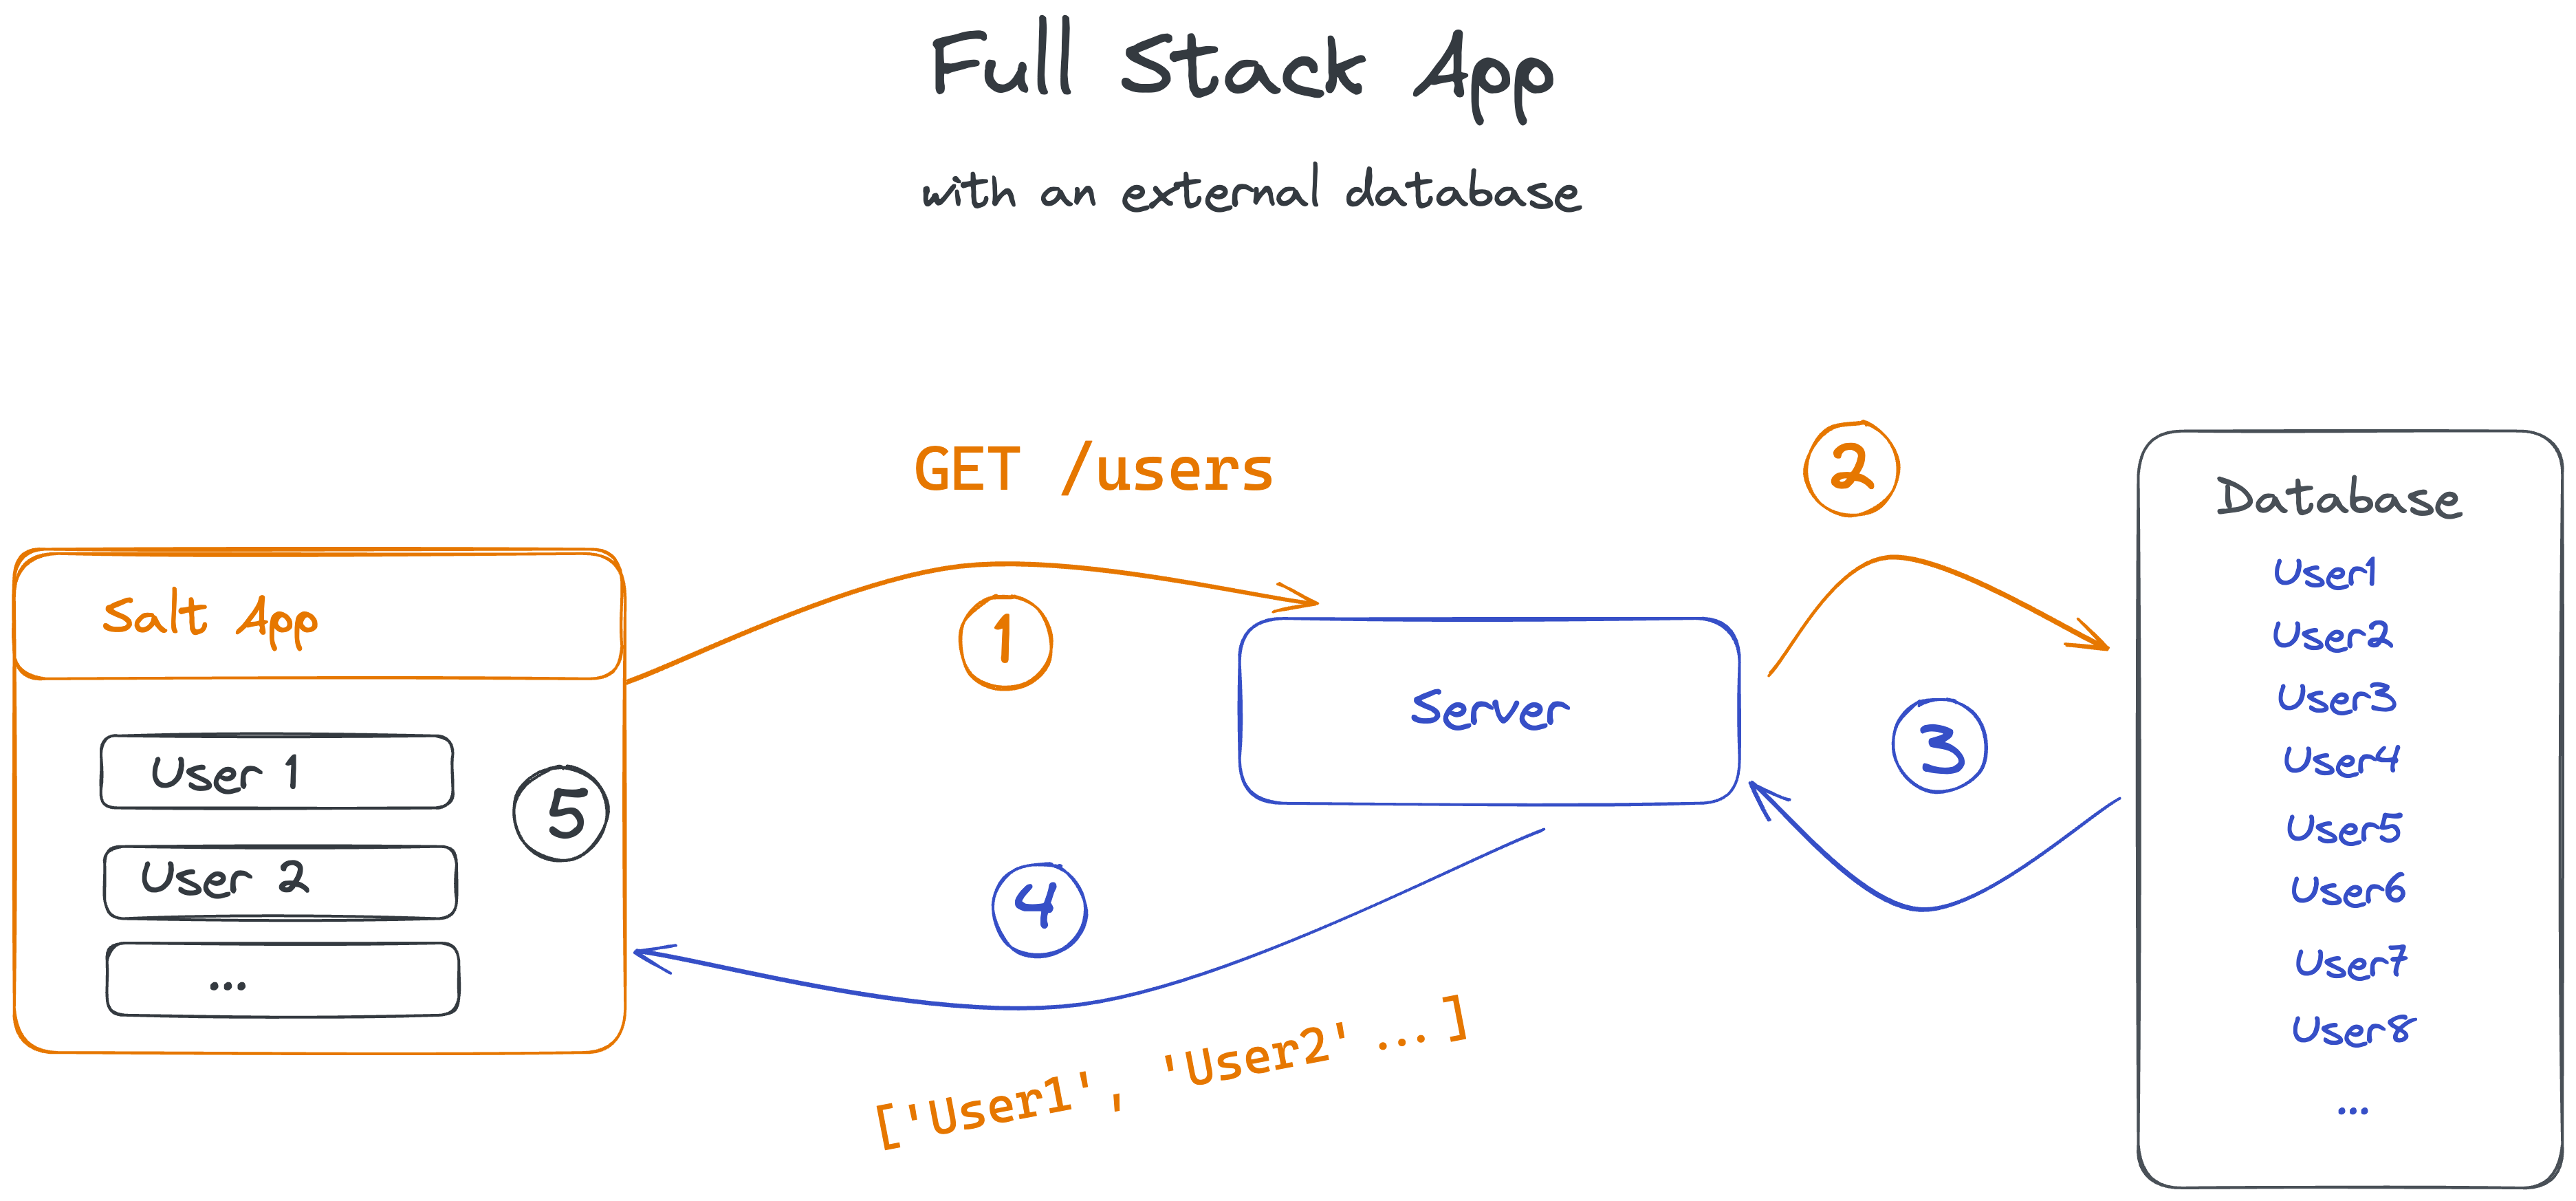 Full Stack App
with an external database
GET /users
2
Database
Salt App
1
Server
User1
User2
User3
User4
User5
User6
User7
User8
...
3
User 1
5
User 2
...
4
['User1', 'User2' ... ]